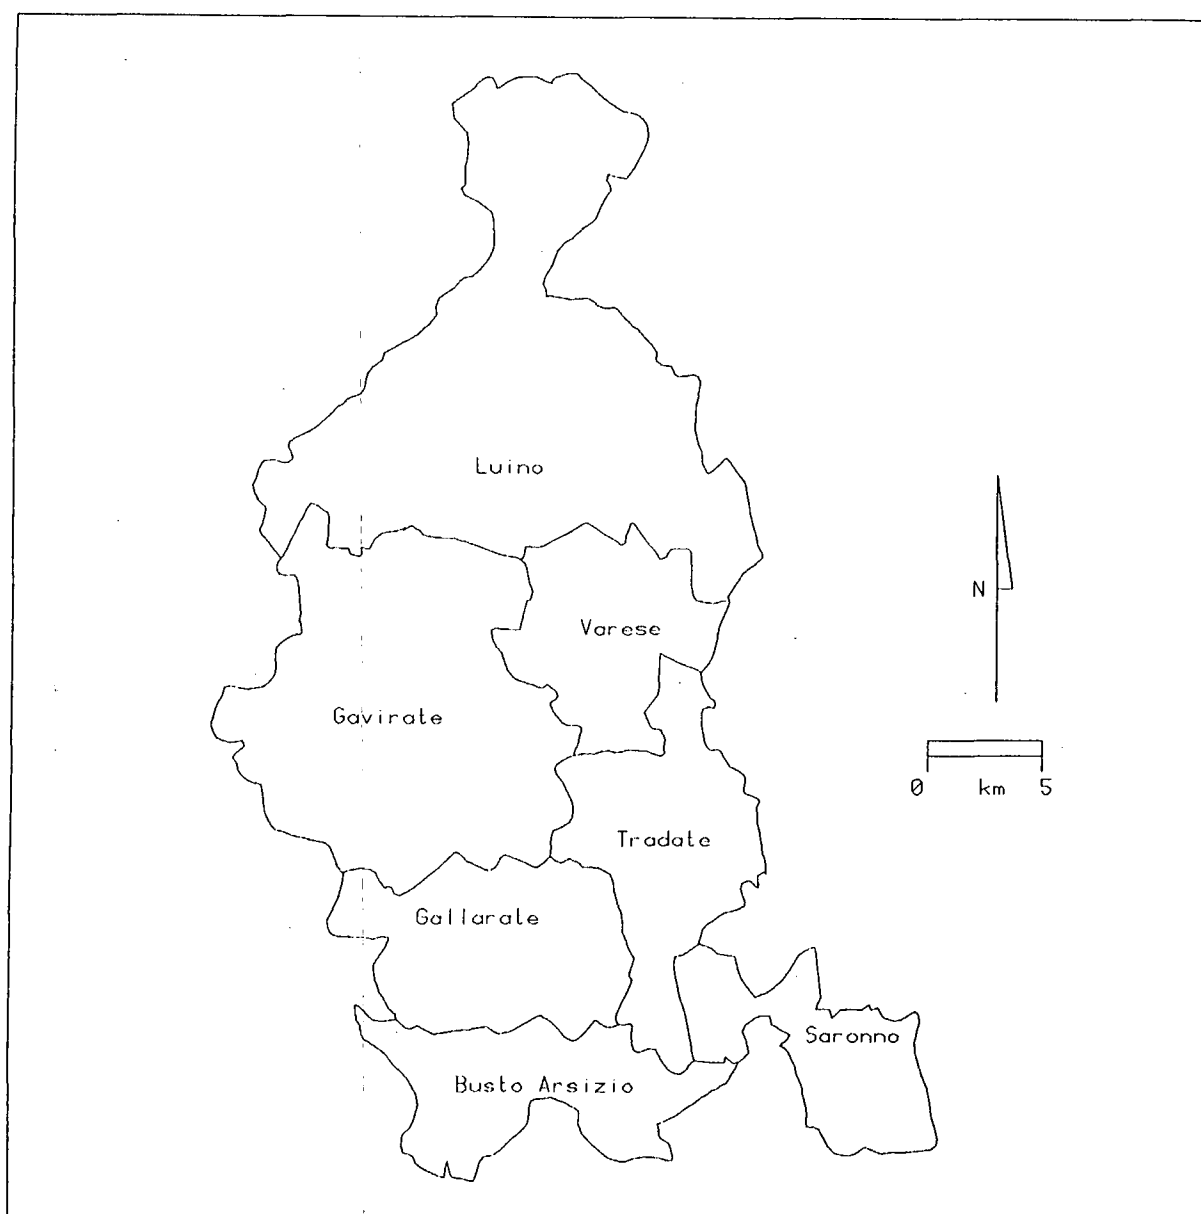 Luino
N
Varese
Gavirate
0 km 5
Tradate
Gallarate
Saronno
Busto Arsizio